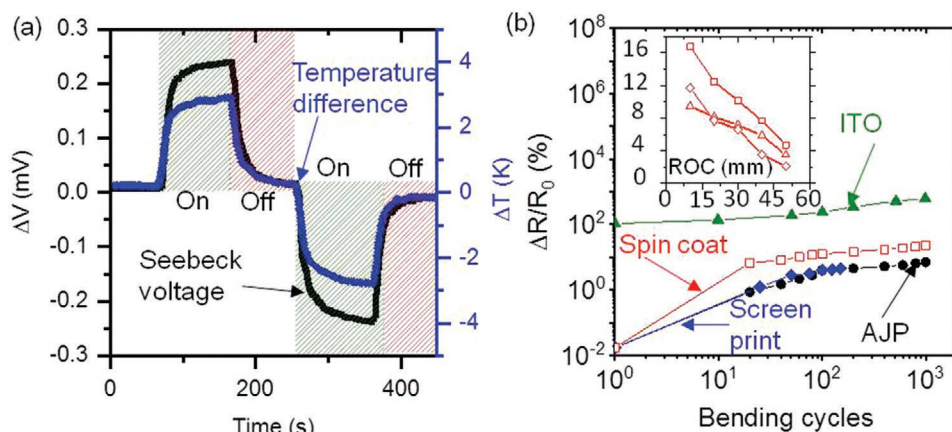 (a)
0.3
0.2
0.1
0.0
-0.1
-0.2
-0.3
ΔV (mV)
4
2
0
-2
-4
ΔT (K)
Temperature
difference
On
Off
On
Off
Seebeck
voltage
0
200
400
Time (s)
(b)
10⁸
10⁶
10⁴
10²
10⁰
10⁻²
ΔR/R₀ (%)
16
12
8
4
0
ROC (mm)
0 15 30 45 60
ITO
Spin coat
Screen
print
AJP
10⁰ 10¹ 10² 10³
Bending cycles